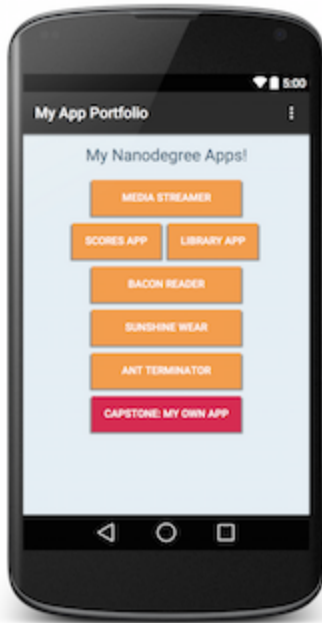 5:00
My App Portfolio
My Nanodegree Apps!
MEDIA STREAMER
SCORES APP LIBRARY APP
BACON READER
SUNSHINE WEAR
ANT TERMINATOR
CAPSTONE: MY OWN APP